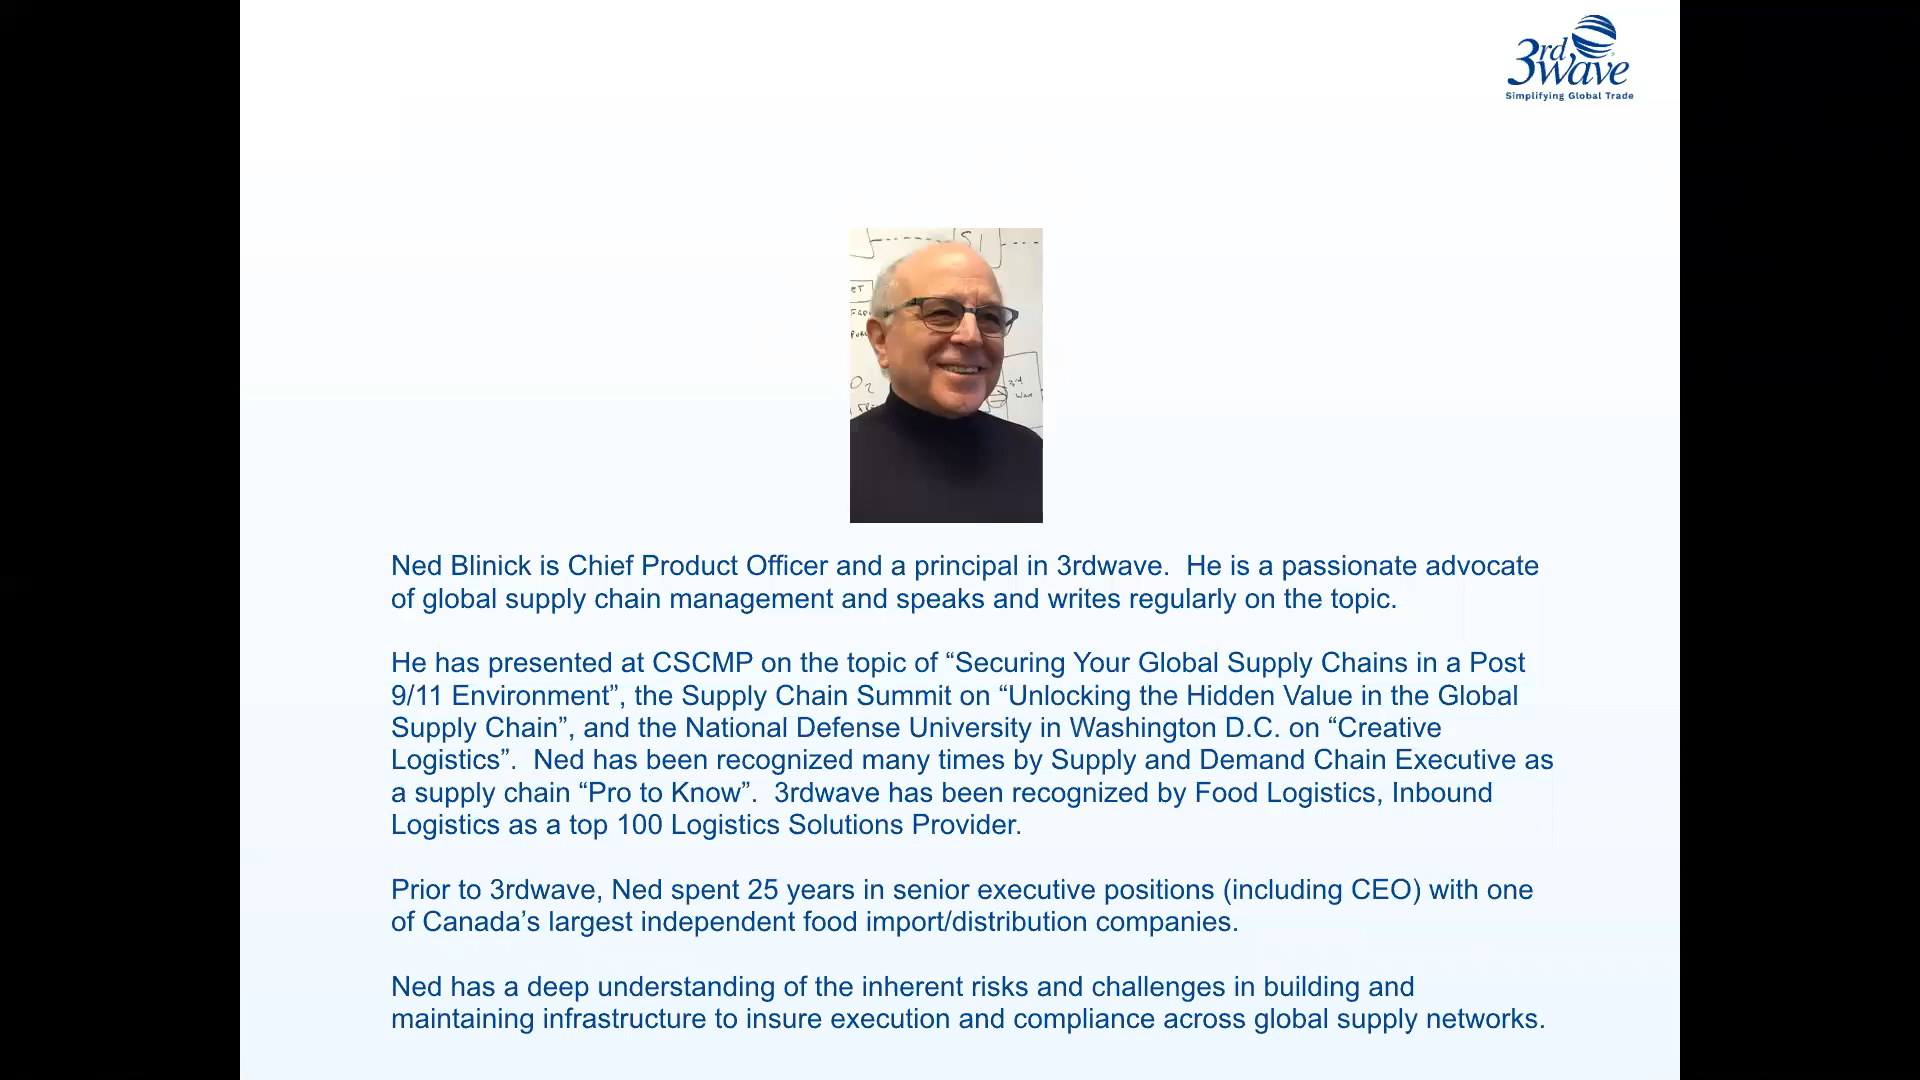 3rd
wave
Simplifying Global Trade
S1
ET
O2
3rd
wave
Ned Blinick is Chief Product Officer and a principal in 3rdwave.  He is a passionate advocate
of global supply chain management and speaks and writes regularly on the topic.
He has presented at CSCMP on the topic of “Securing Your Global Supply Chains in a Post
9/11 Environment”, the Supply Chain Summit on “Unlocking the Hidden Value in the Global
Supply Chain”, and the National Defense University in Washington D.C. on “Creative
Logistics”.  Ned has been recognized many times by Supply and Demand Chain Executive as
a supply chain “Pro to Know”.  3rdwave has been recognized by Food Logistics, Inbound
Logistics as a top 100 Logistics Solutions Provider.
Prior to 3rdwave, Ned spent 25 years in senior executive positions (including CEO) with one
of Canada’s largest independent food import/distribution companies.
Ned has a deep understanding of the inherent risks and challenges in building and
maintaining infrastructure to insure execution and compliance across global supply networks.